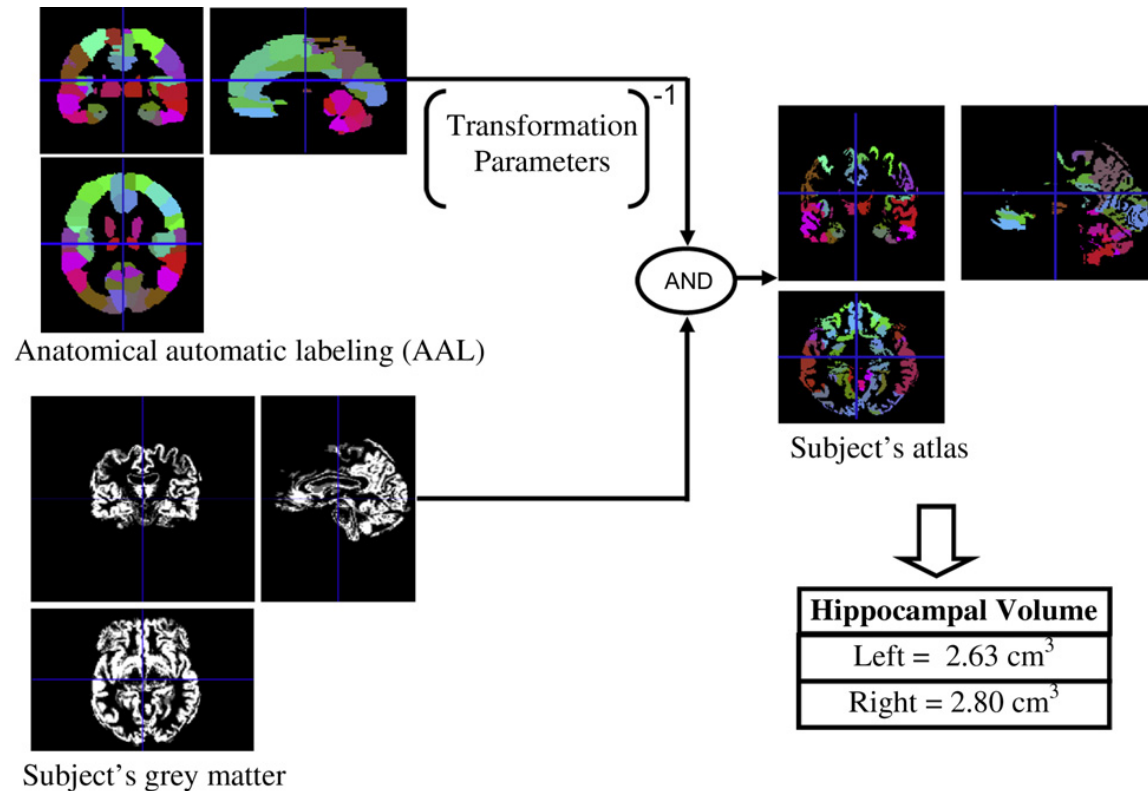 Transformation
Parameters
-1
AND
Anatomical automatic labeling (AAL)
Subject's grey matter
Subject's atlas
Hippocampal Volume
Left = 2.63 cm³
Right = 2.80 cm³